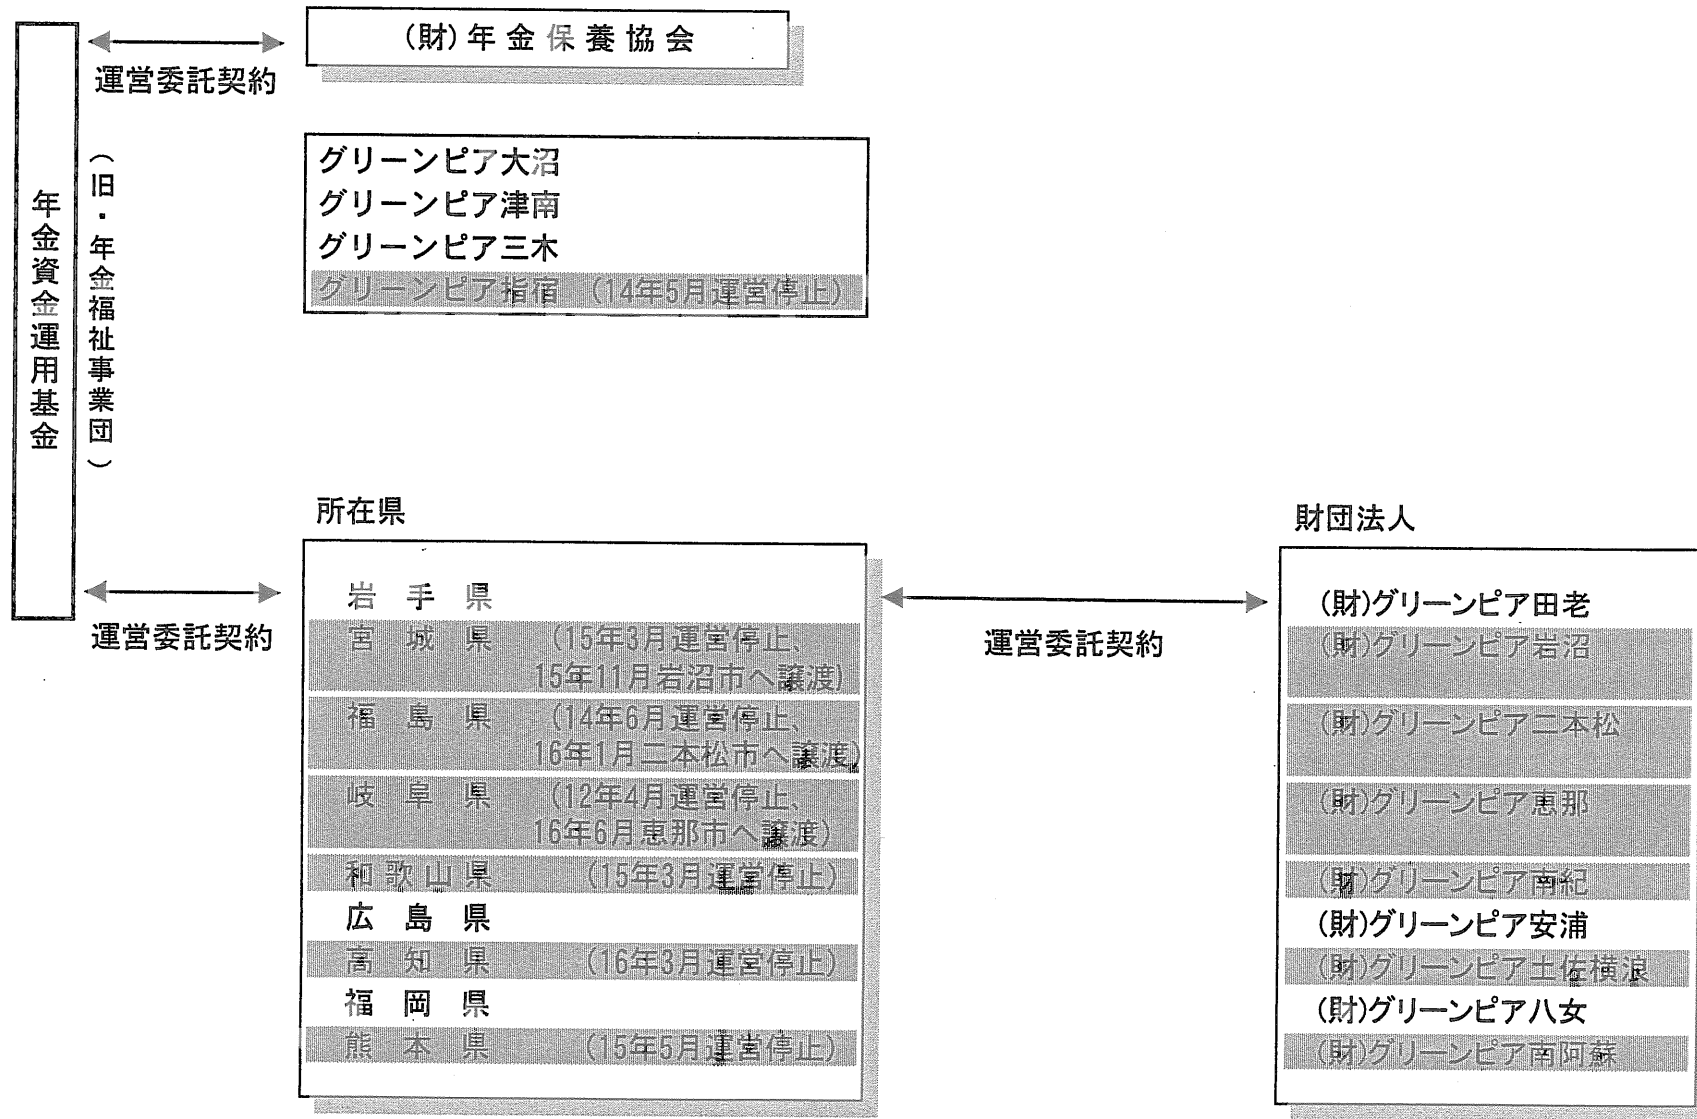 年金資金運用基金
（旧・年金福祉事業団）
(財)年金保養協会
運営委託契約
グリーンピア大沼
グリーンピア津南
グリーンピア三木
グリーンピア指宿 (14年5月運営停止)
所在県
運営委託契約
岩手県
宮城県 (15年3月運営停止、
15年11月岩沼市へ譲渡)
福島県 (14年6月運営停止、
16年1月二本松市へ譲渡)
岐阜県 (12年4月運営停止、
16年6月恵那市へ譲渡)
和歌山県 (15年3月運営停止)
広島県
高知県 (16年3月運営停止)
福岡県
熊本県 (15年5月運営停止)
運営委託契約
財団法人
(財)グリーンピア田老
(財)グリーンピア岩沼
(財)グリーンピア二本松
(財)グリーンピア恵那
(財)グリーンピア南紀
(財)グリーンピア安浦
(財)グリーンピア土佐横浪
(財)グリーンピア八女
(財)グリーンピア南阿蘇